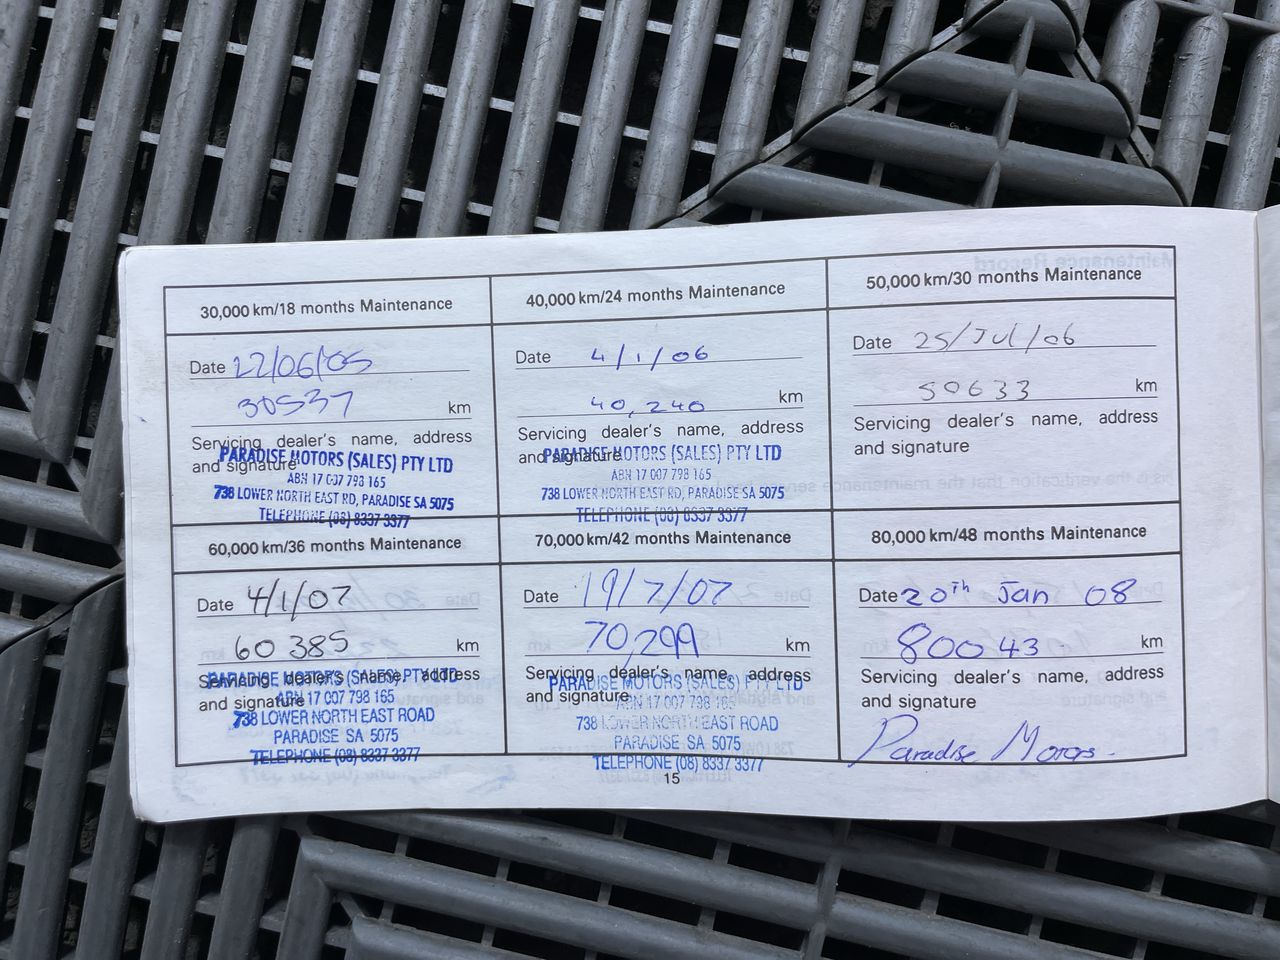 30,000 km/18 months Maintenance
Date 22/06/05
30537 km
Servicing dealer's name, address
and signature
PARADISE MOTORS (SALES) PTY LTD
ABN 17 007 798 165
738 LOWER NORTH EAST RD, PARADISE SA 5075
TELEPHONE (08) 8337 3377
40,000 km/24 months Maintenance
Date 4/1/06
40,240 km
Servicing dealer's name, address
and signature
PARADISE MOTORS (SALES) PTY LTD
ABN 17 007 798 165
738 LOWER NORTH EAST RD, PARADISE SA 5075
TELEPHONE (08) 8337 3377
50,000 km/30 months Maintenance
Date 25/Jul/06
50633 km
Servicing dealer's name, address
and signature
60,000 km/36 months Maintenance
Date 4/1/07
60385 km
Servicing dealer's name, address
and signature
PARADISE MOTORS (SALES) PTY LTD
ABN 17 007 798 165
738 LOWER NORTH EAST ROAD
PARADISE SA 5075
TELEPHONE (08) 8337 3377
70,000 km/42 months Maintenance
Date 19/7/07
70,299 km
Servicing dealer's name, address
and signature
PARADISE MOTORS (SALES) PTY LTD
ABN 17 007 798 165
738 LOWER NORTH EAST ROAD
PARADISE SA 5075
TELEPHONE (08) 8337 3377
80,000 km/48 months Maintenance
Date 20th Jan 08
80043 km
Servicing dealer's name, address
and signature
Paradise Motors.
15